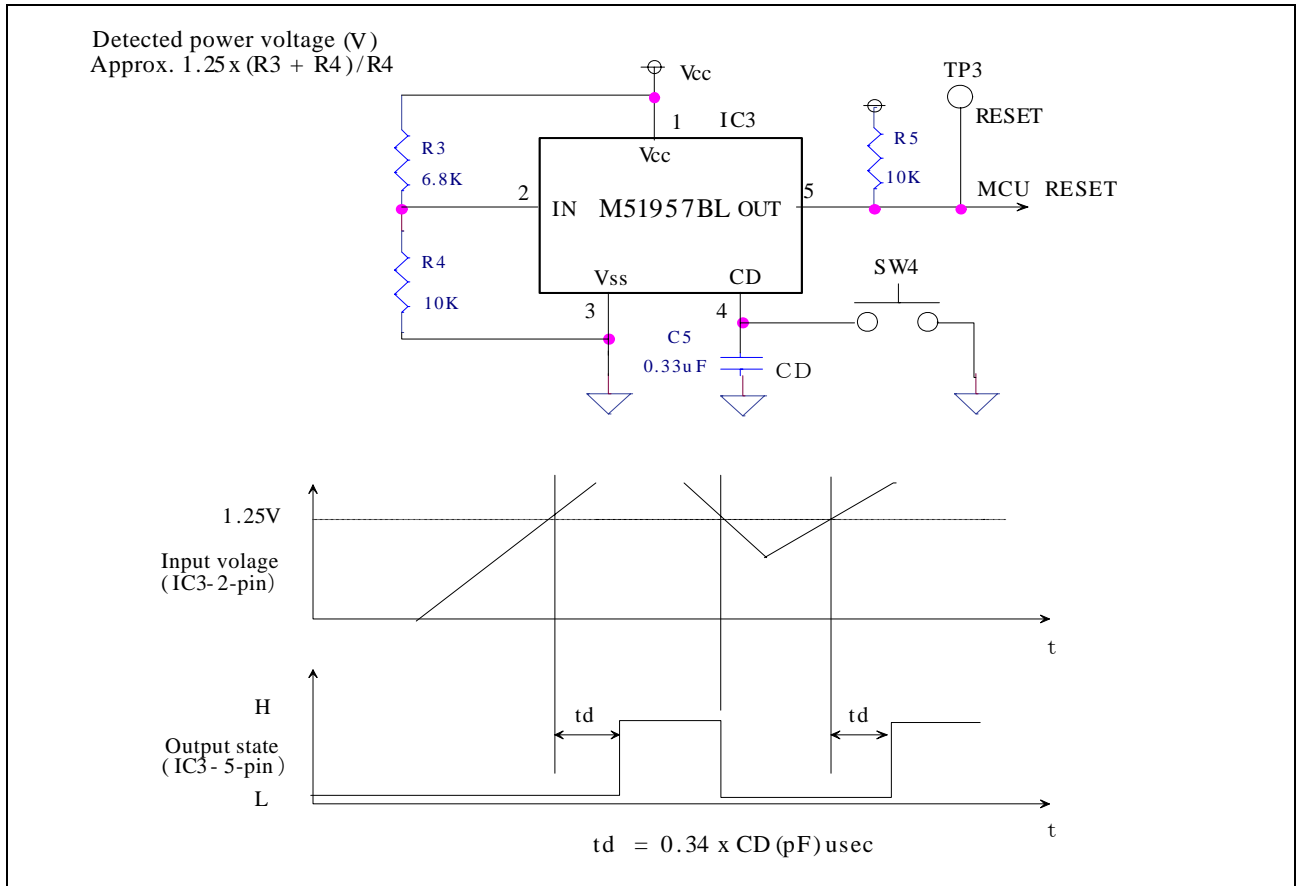 Detected power voltage (V)
Approx. 1.25x (R3 + R4)/R4
Vcc
TP3
RESET
1
IC3
R5
10K
R3
6.8K
Vcc
2
IN
M51957BL
OUT
5
MCU RESET
R4
10K
Vss
CD
3
4
SW4
C5
0.33uF
CD
1.25V
Input volage
(IC3-2-pin)
t
H
td
td
Output state
(IC3-5-pin)
L
t
td = 0.34 x CD (pF) usec